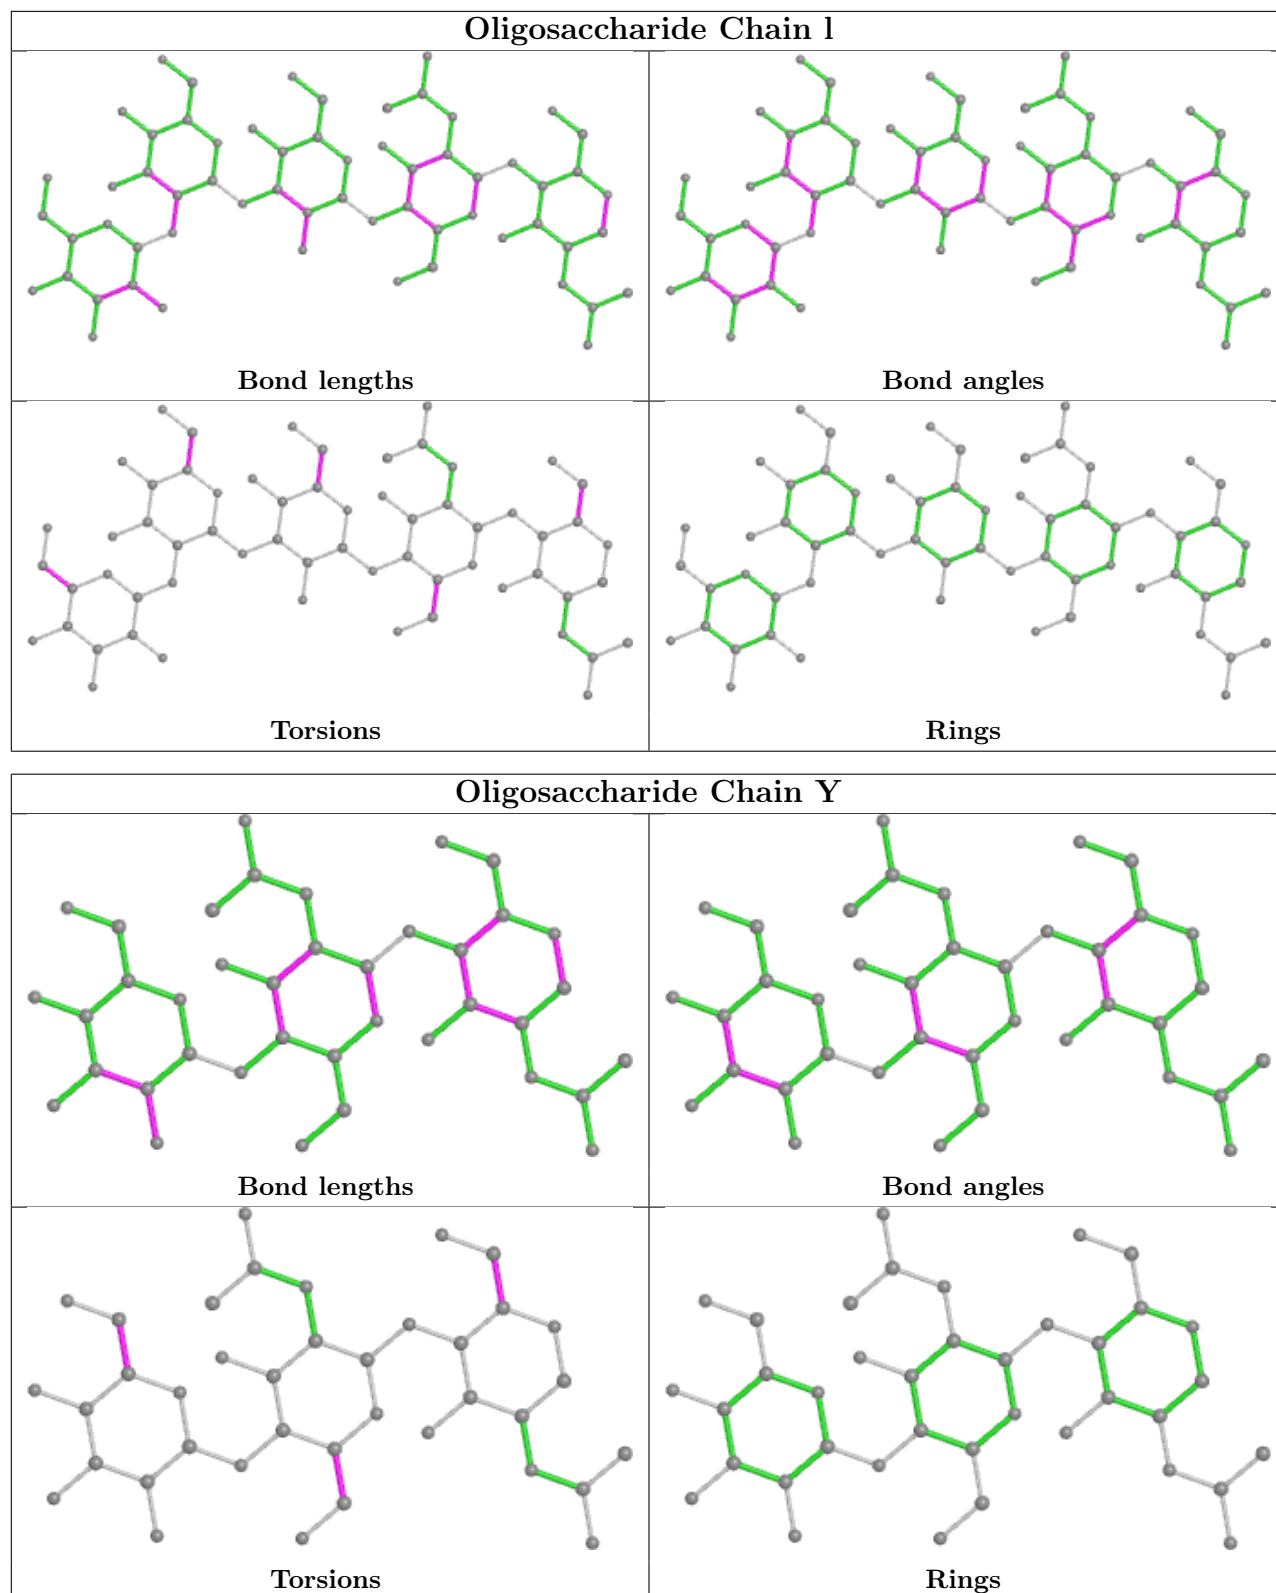 Oligosaccharide Chain l
Bond lengths
Bond angles
Torsions
Rings
Oligosaccharide Chain Y
Bond lengths
Bond angles
Torsions
Rings